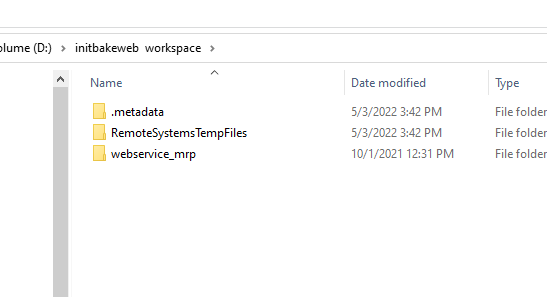 olume (D:) > initbakeweb workspace >
Name Date modified Type
.metadata 5/3/2022 3:42 PM File folder
RemoteSystemsTempFiles 5/3/2022 3:42 PM File folder
webservice_mrp 10/1/2021 12:31 PM File folder